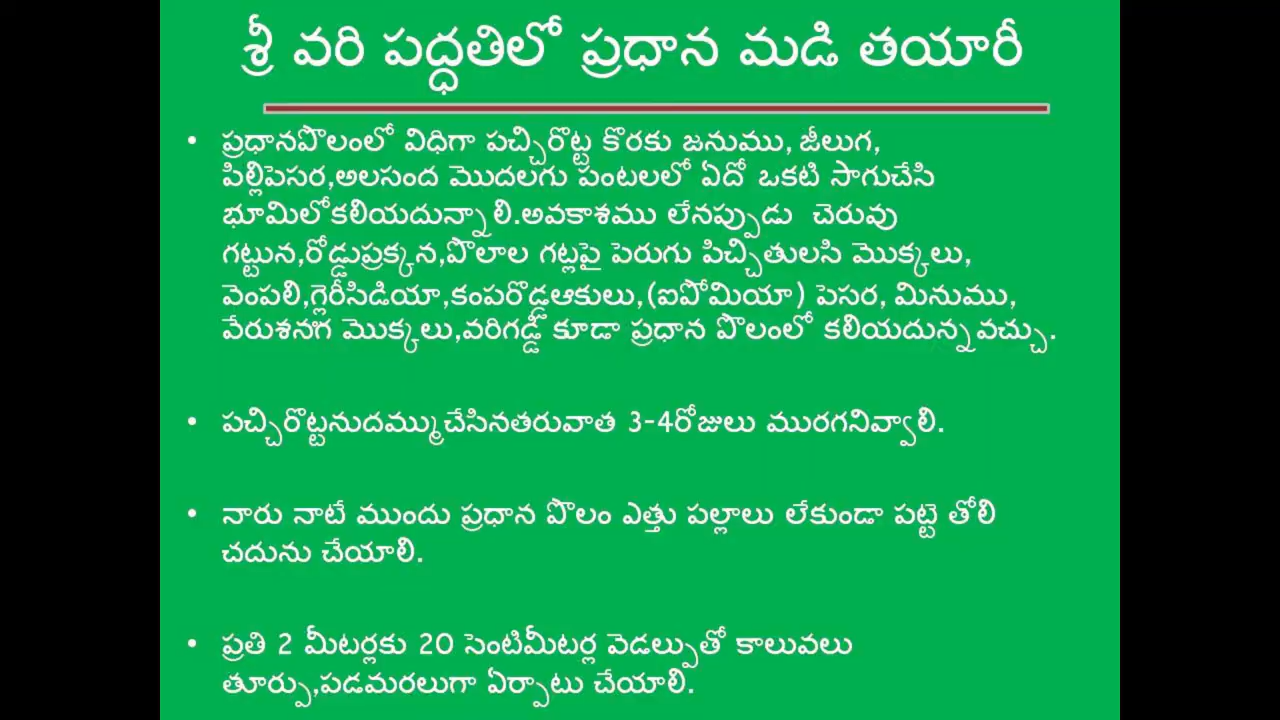 శ్రీ వరి పద్ధతిలో ప్రధాన మడి తయారీ
• ప్రధానపొలంలో విధిగా పచ్చిరొట్ట కొరకు జనుము, జీలుగ,
పిల్లిపెసర,అలసంద మొదలగు పంటలలో ఏదో ఒకటి సాగుచేసి
భూమిలోకలియదున్నాలి.అవకాశము లేనప్పుడు చెరువు
గట్టున,రోడ్డుప్రక్కన,పొలాల గట్లపై పెరుగు పిచ్చితులసి మొక్కలు,
వెంపలి,గ్లెరీసిడియా,కంపరొడ్డఆకులు,(ఐపోమియా) పెసర, మినుము,
వేరుశనగ మొక్కలు,వరిగడ్డి కూడా ప్రధాన పొలంలో కలియదున్నవచ్చు.
• పచ్చిరొట్టనుదమ్ముచేసినతరువాత 3-4రోజులు మురగనివ్వాలి.
• నారు నాటే ముందు ప్రధాన పొలం ఎత్తు పల్లాలు లేకుండా పట్టె తోలి
చదును చేయాలి.
• ప్రతి 2 మీటర్లకు 20 సెంటిమీటర్ల వెడల్పుతో కాలువలు
తూర్పు,పడమరలుగా ఏర్పాటు చేయాలి.